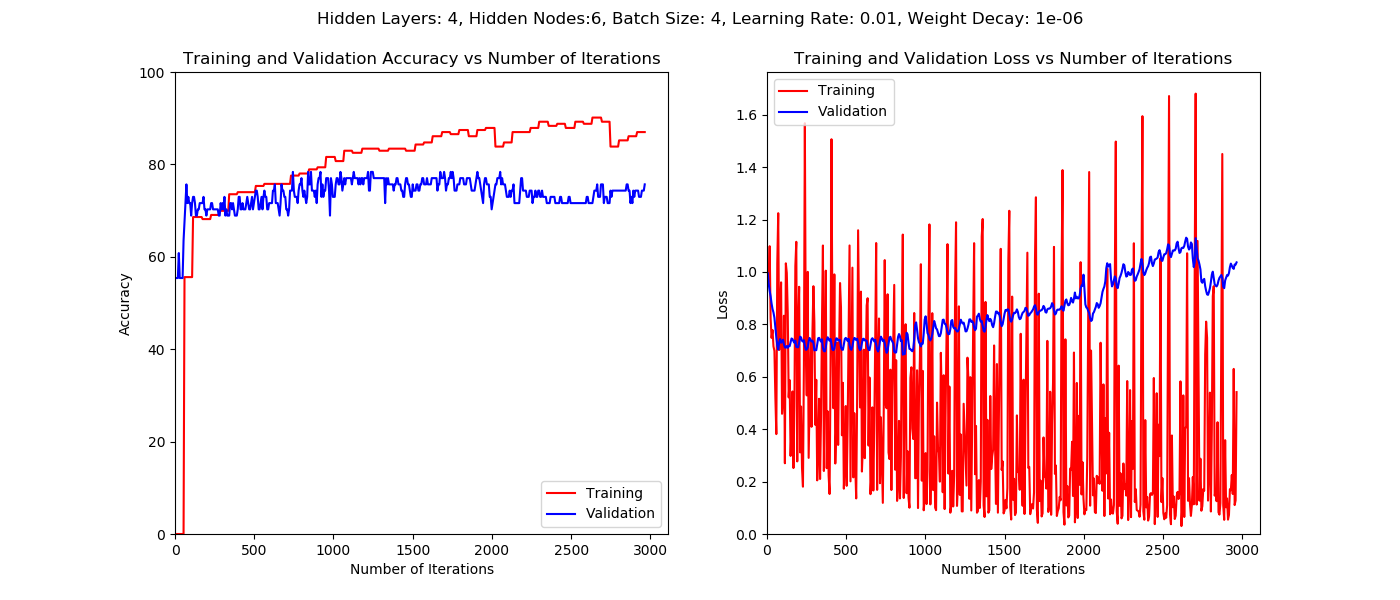 Hidden Layers: 4, Hidden Nodes:6, Batch Size: 4, Learning Rate: 0.01, Weight Decay: 1e-06
Training and Validation Accuracy vs Number of Iterations
100
80
60
40
20
0
Accuracy
0 500 1000 1500 2000 2500 3000
Number of Iterations
Training
Validation
Training and Validation Loss vs Number of Iterations
Training
Validation
1.6
1.4
1.2
1.0
0.8
0.6
0.4
0.2
0.0
Loss
0 500 1000 1500 2000 2500 3000
Number of Iterations